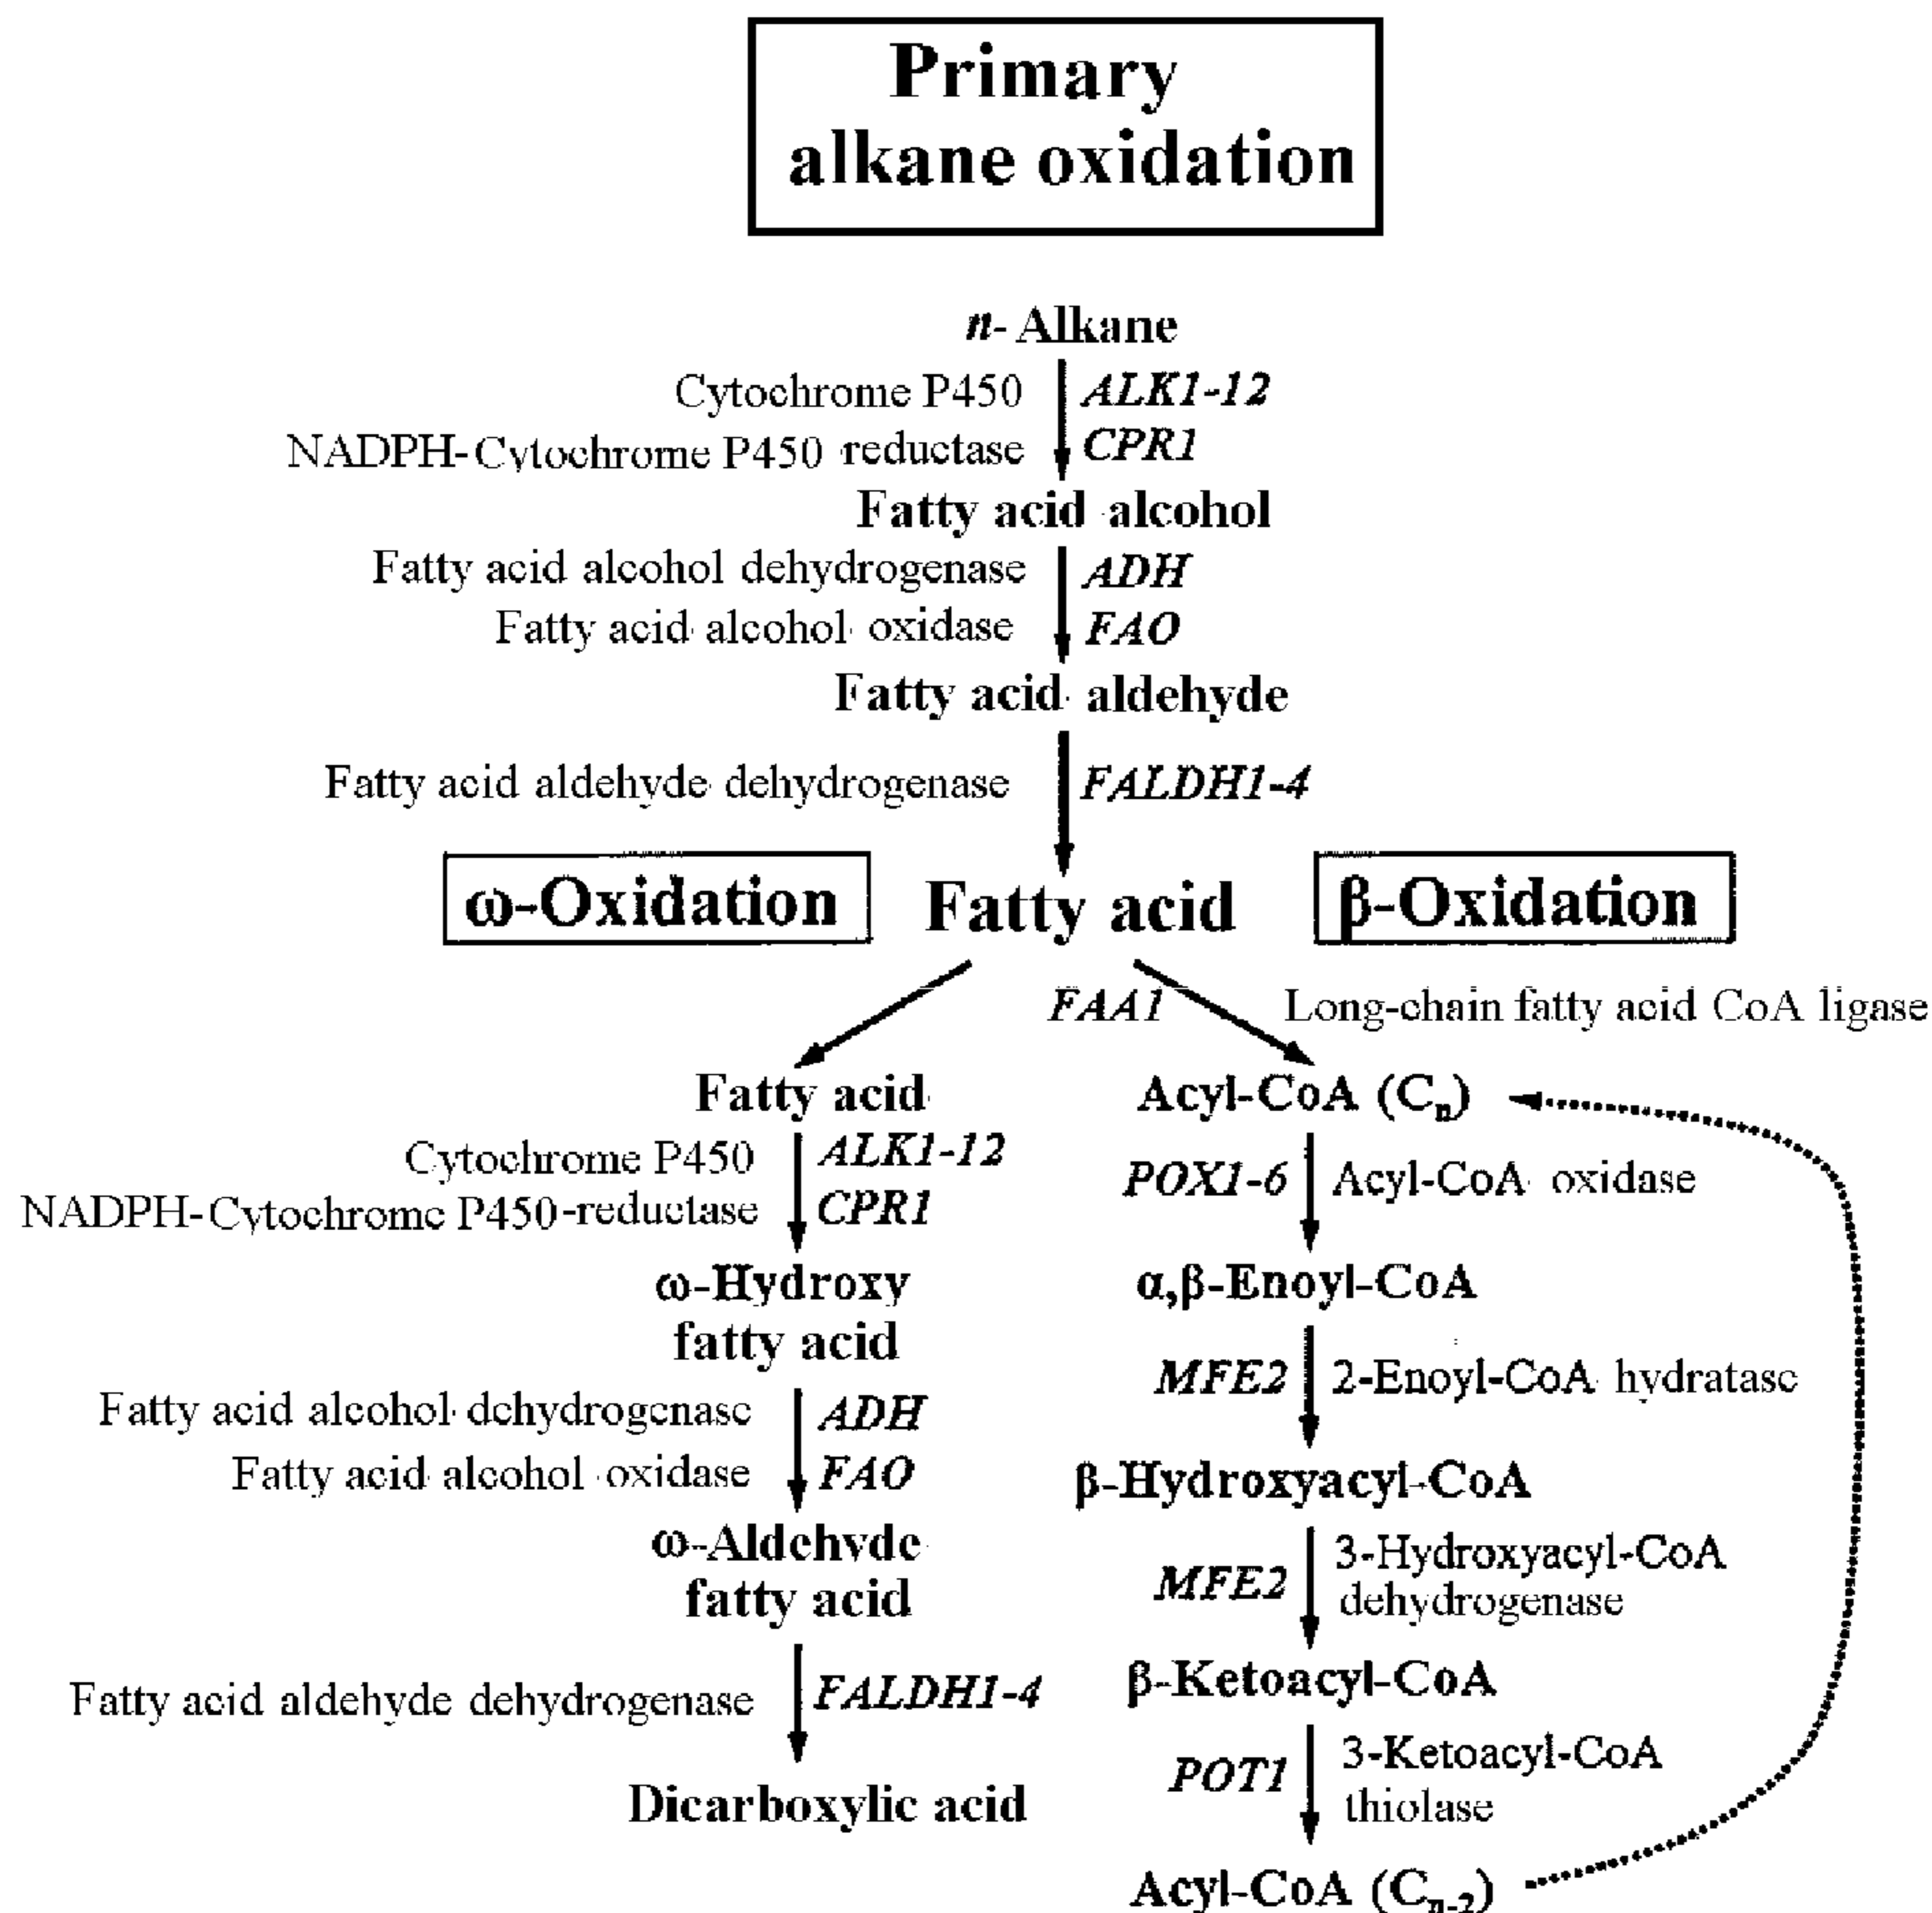 Primary
alkane oxidation
n-Alkane
Cytochrome P450 ALK1-12
NADPH-Cytochrome P450 reductase CPR1
Fatty acid alcohol
Fatty acid alcohol dehydrogenase ADH
Fatty acid alcohol oxidase FAO
Fatty acid aldehyde
Fatty acid aldehyde dehydrogenase FALDH1-4
ω-Oxidation Fatty acid β-Oxidation
FAA1 Long-chain fatty acid CoA ligase
Fatty acid
Cytochrome P450 ALK1-12
NADPH-Cytochrome P450-reductase CPR1
ω-Hydroxy
fatty acid
Fatty acid alcohol dehydrogenase ADH
Fatty acid alcohol oxidase FAO
ω-Aldehyde
fatty acid
Fatty acid aldehyde dehydrogenase FALDH1-4
Dicarboxylic acid
Acyl-CoA (Cn)
POX1-6 Acyl-CoA oxidase
α,β-Enoyl-CoA
MFE2 2-Enoyl-CoA hydratase
β-Hydroxyacyl-CoA
MFE2 3-Hydroxyacyl-CoA
dehydrogenase
β-Ketoacyl-CoA
POT1 3-Ketoacyl-CoA
thiolase
Acyl-CoA (Cn-2)